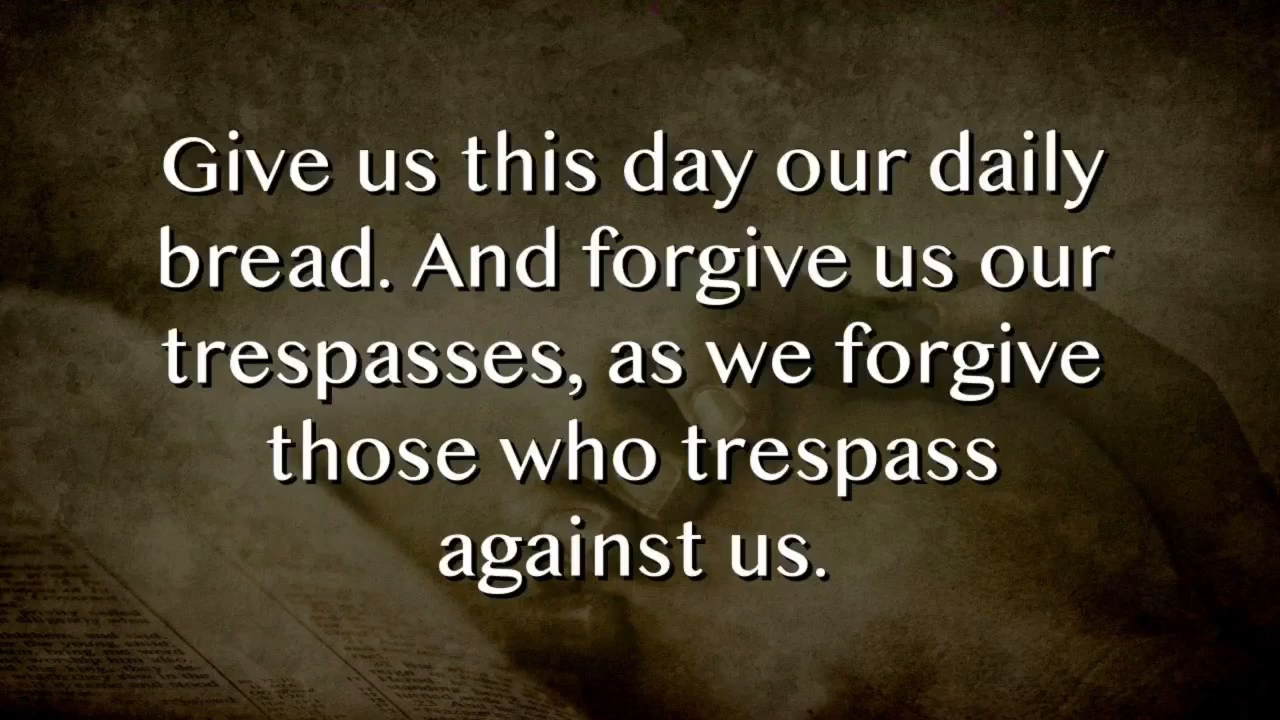 Give us this day our daily
bread. And forgive us our
trespasses, as we forgive
those who trespass
against us.